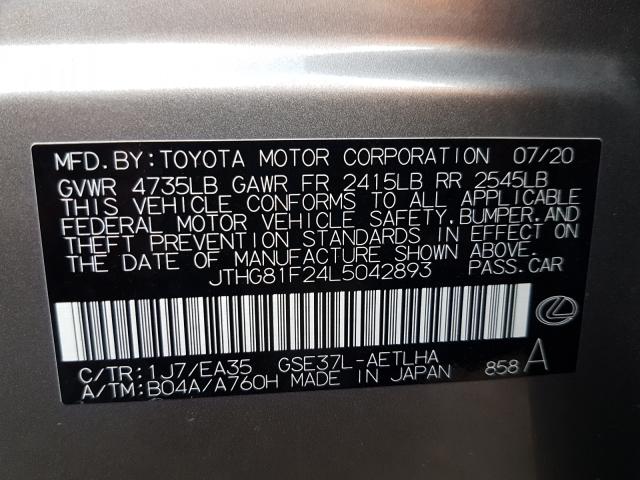 MFD.BY:TOYOTA MOTOR CORPORATION 07/20
GVWR 4735LB GAWR FR 2415LB RR 2545LB
THIS VEHICLE CONFORMS TO ALL APPLICABLE
FEDERAL MOTOR VEHICLE SAFETY,BUMPER,AND
THEFT PREVENTION STANDARDS IN EFFECT ON
THE DATE OF MANUFACTURE SHOWN ABOVE.
JTHG81F24L5042893 PASS.CAR
C/TR:1J7/EA35 GSE37L-AETLHA
A/TM:B04A/A760H MADE IN JAPAN 858 A